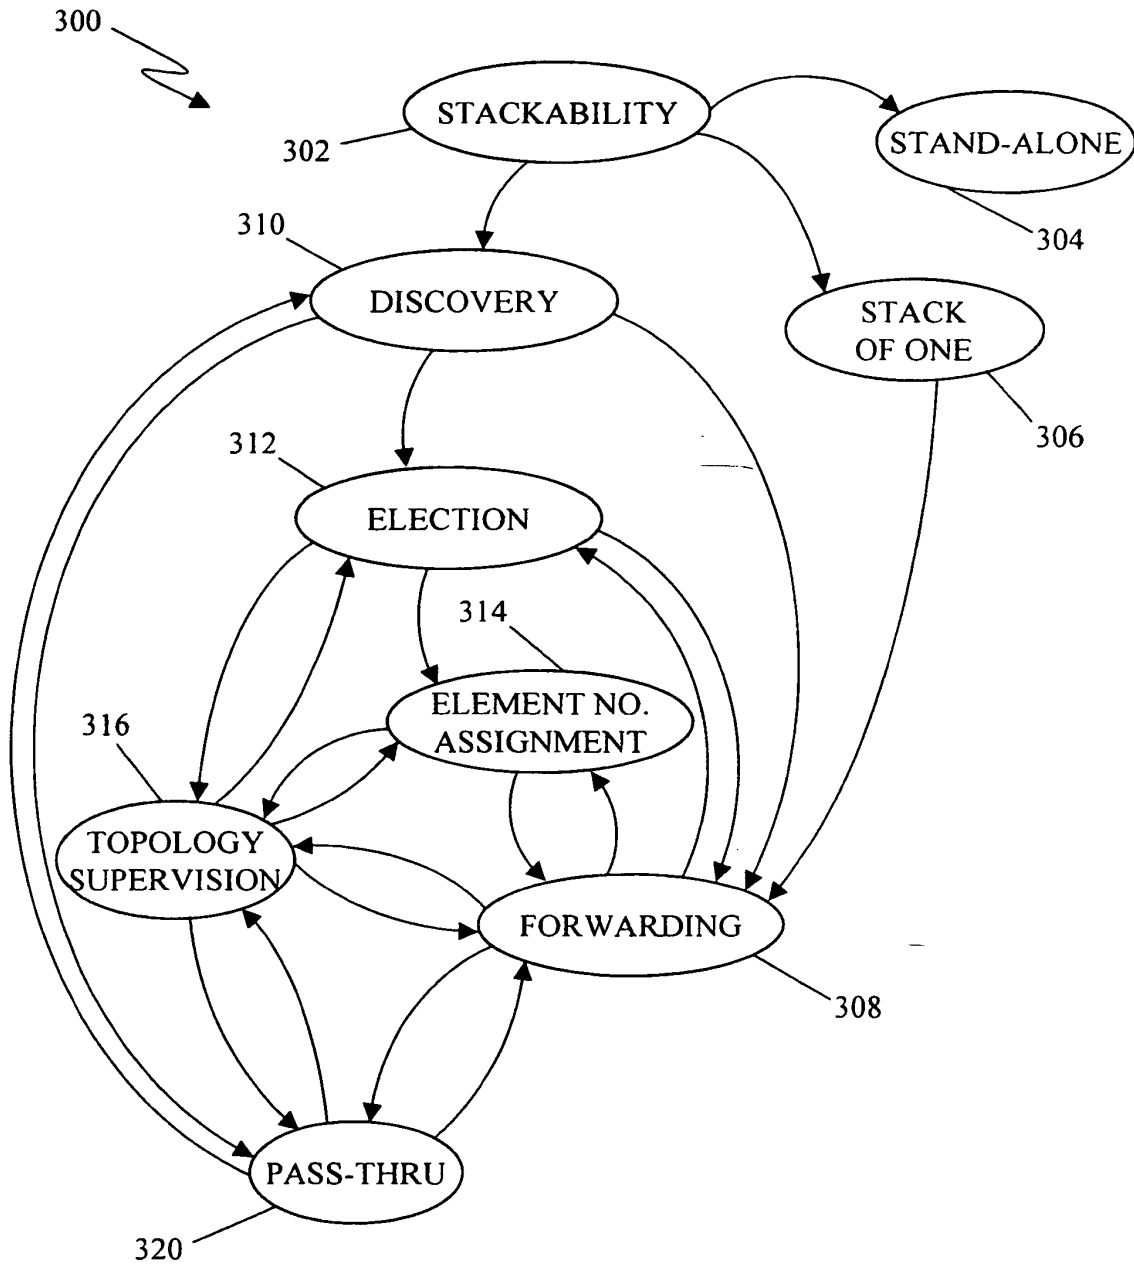 300
STACKABILITY
302
STAND-ALONE
304
310
DISCOVERY
STACK
OF ONE
306
312
ELECTION
314
ELEMENT NO.
ASSIGNMENT
316
TOPOLOGY
SUPERVISION
FORWARDING
308
PASS-THRU
320